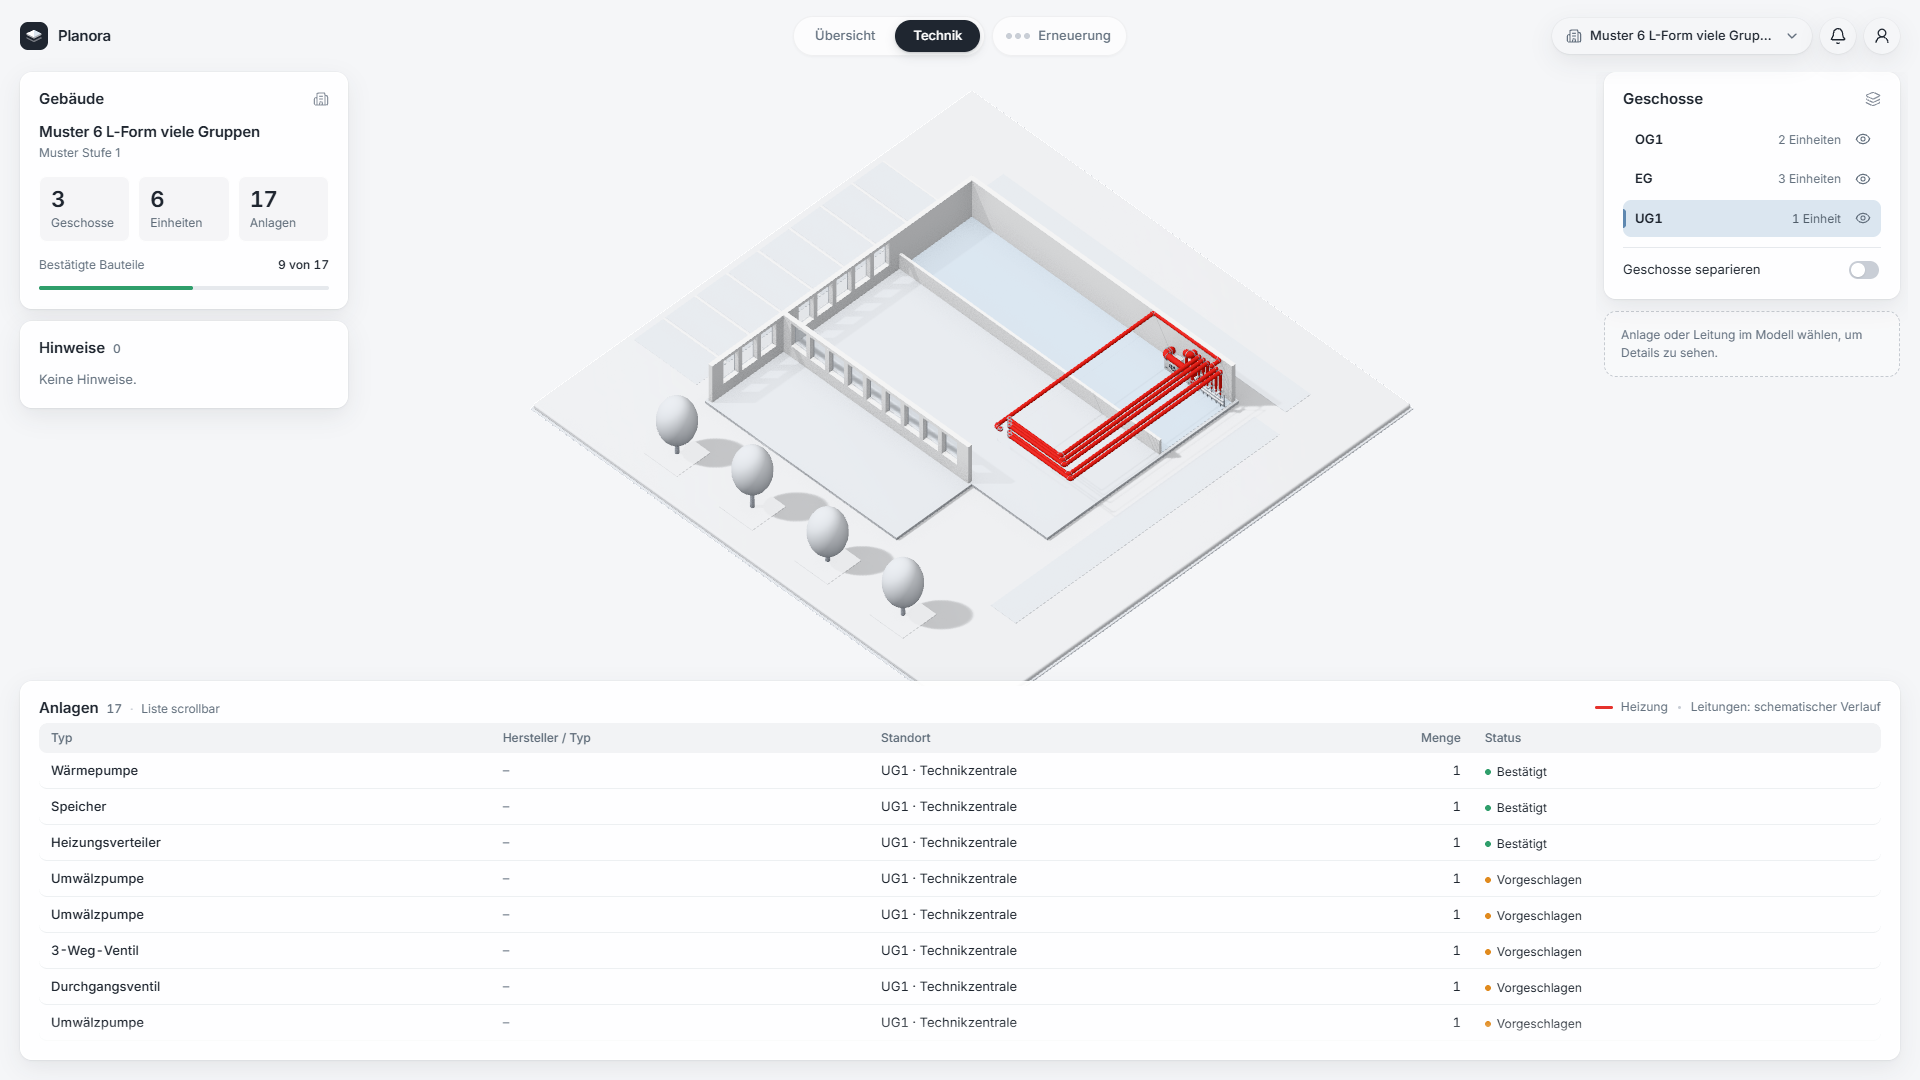 Planora
Übersicht
Technik
Erneuerung
Muster 6 L-Form viele Grup...
Gebäude
Muster 6 L-Form viele Gruppen
Muster Stufe 1
3 Geschosse
6 Einheiten
17 Anlagen
Bestätigte Bauteile 9 von 17
Hinweise 0
Keine Hinweise.
Geschosse
OG1 2 Einheiten
EG 3 Einheiten
UG1 1 Einheit
Geschosse separieren
Anlage oder Leitung im Modell wählen, um
Details zu sehen.
Anlagen 17 · Liste scrollbar
Heizung • Leitungen: schematischer Verlauf
Typ Hersteller / Typ Standort Menge Status
Wärmepumpe – UG1 · Technikzentrale 1 Bestätigt
Speicher – UG1 · Technikzentrale 1 Bestätigt
Heizungsverteiler – UG1 · Technikzentrale 1 Bestätigt
Umwälzpumpe – UG1 · Technikzentrale 1 Vorgeschlagen
Umwälzpumpe – UG1 · Technikzentrale 1 Vorgeschlagen
3-Weg-Ventil – UG1 · Technikzentrale 1 Vorgeschlagen
Durchgangsventil – UG1 · Technikzentrale 1 Vorgeschlagen
Umwälzpumpe – UG1 · Technikzentrale 1 Vorgeschlagen